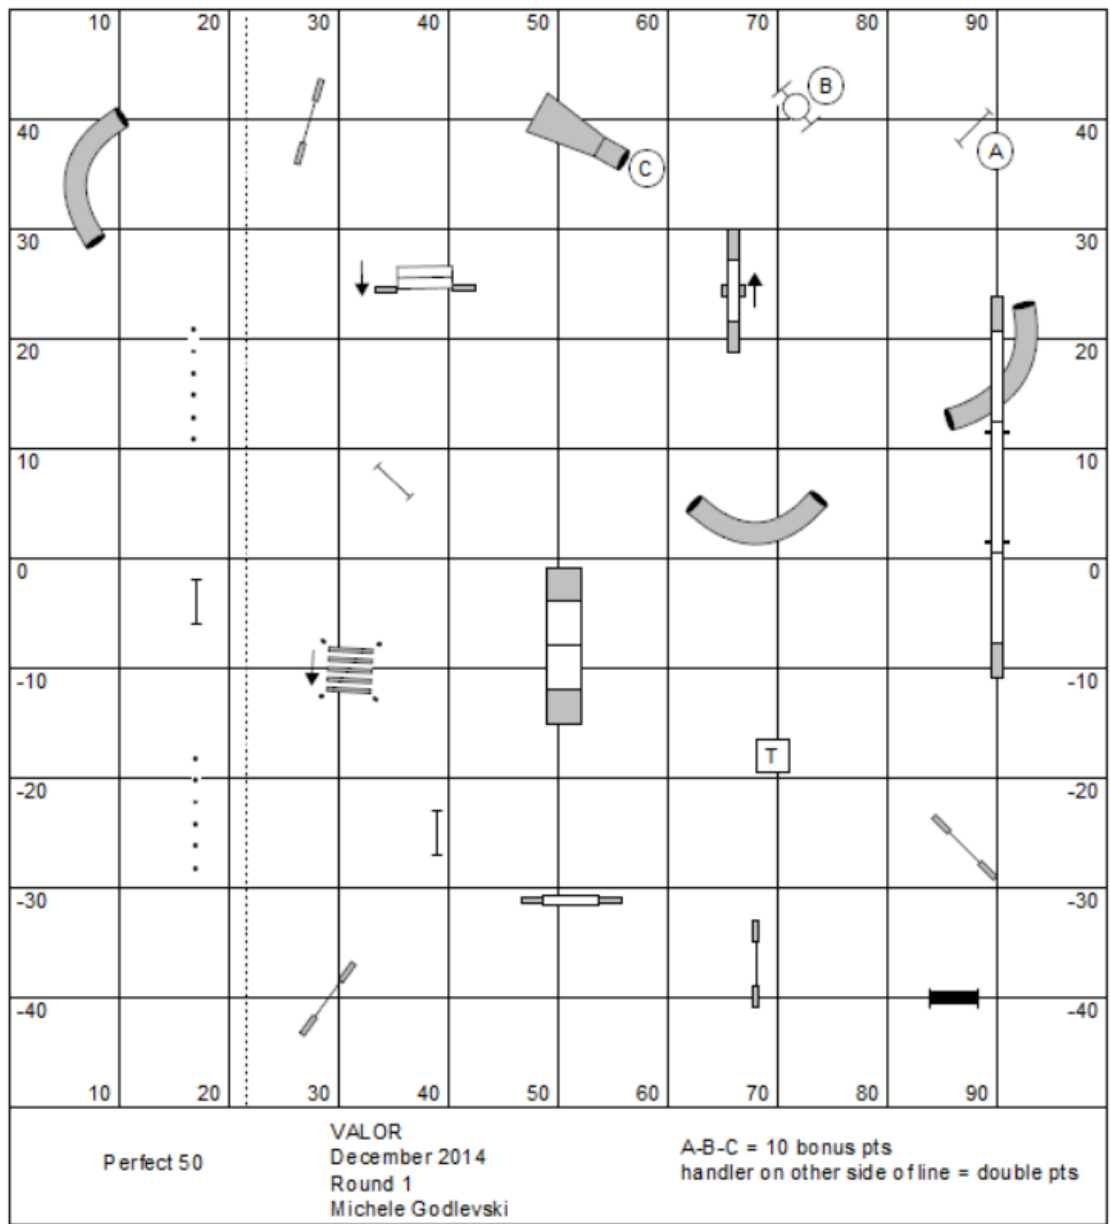 10 20 30 40 50 60 70 80 90
B
40 40
A
C
30 30
20 20
10 10
0 0
-10 -10
T
-20 -20
-30 -30
-40 -40
10 20 30 40 50 60 70 80 90
Perfect 50
VALOR
December 2014
Round 1
Michele Godlevski
A-B-C = 10 bonus pts
handler on other side of line = double pts